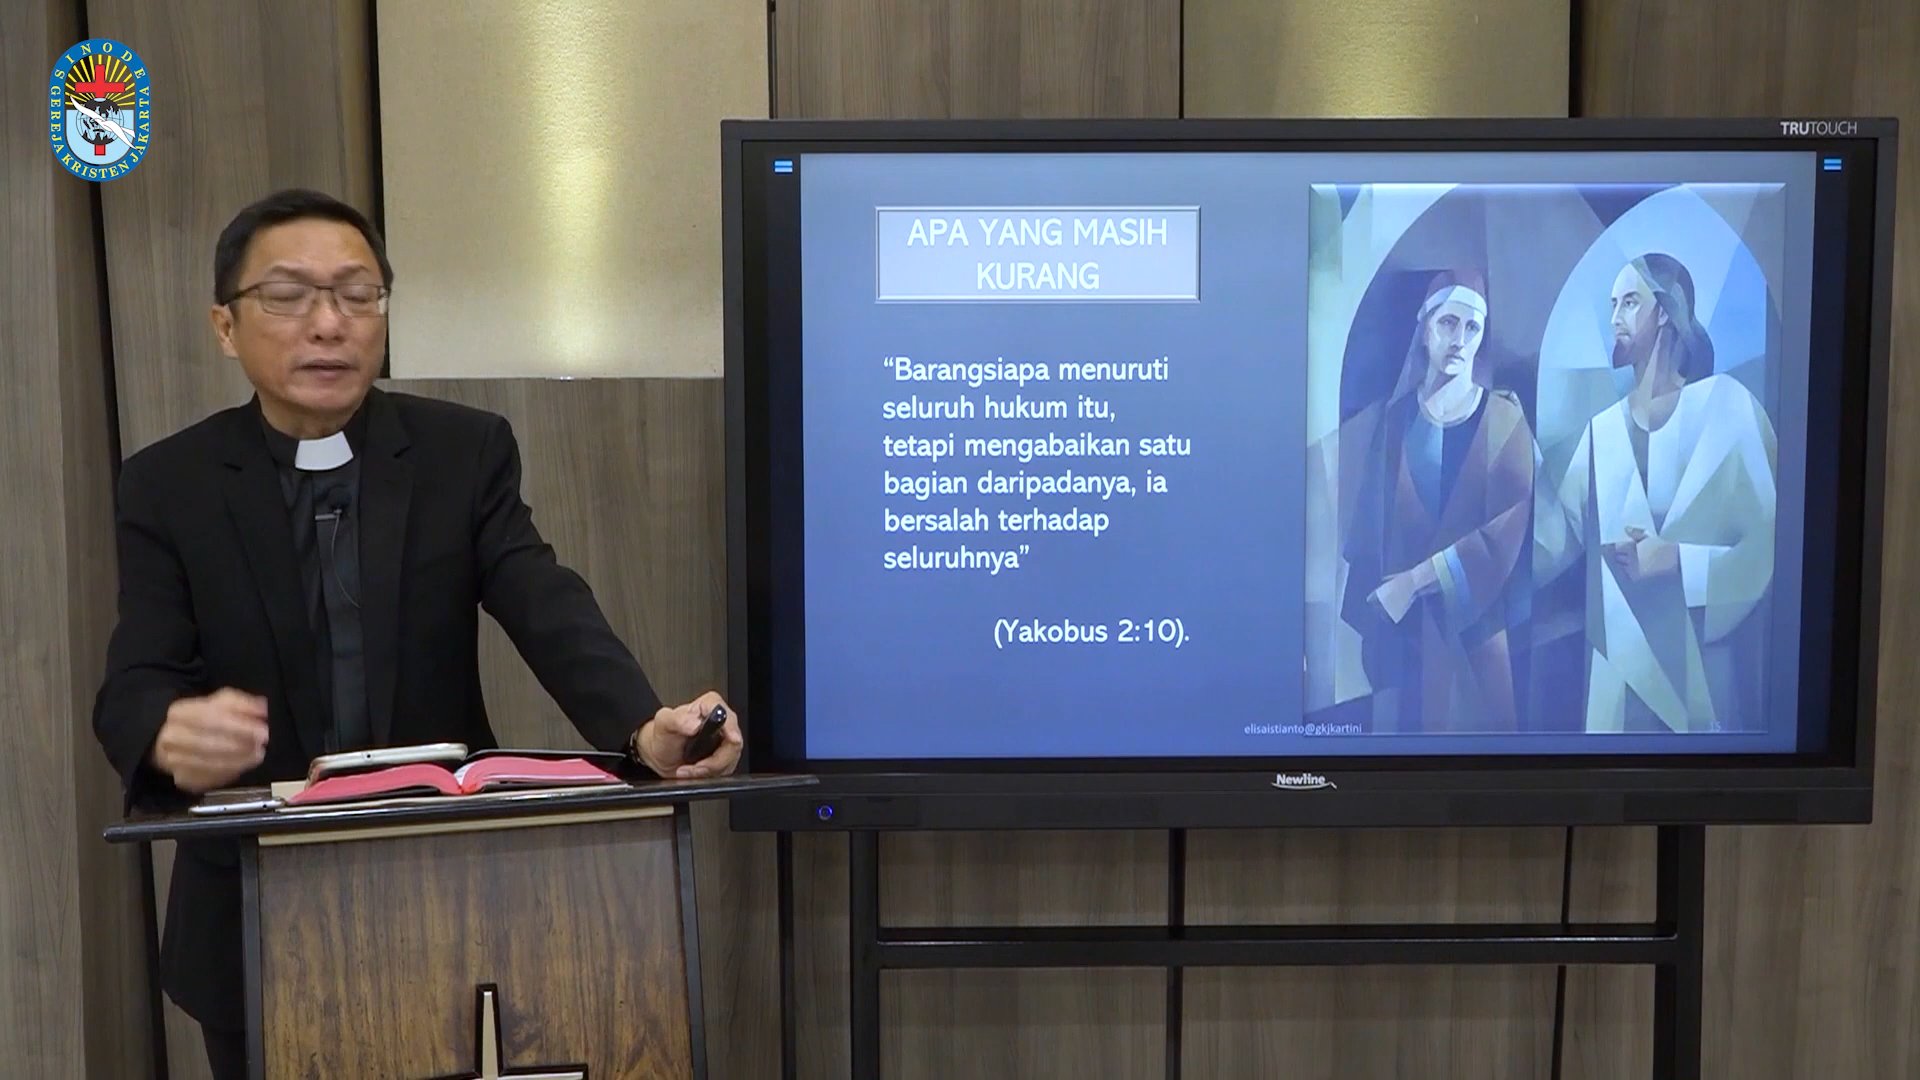 SINODE
GEREJA KRISTEN JAKARTA
TRUTOUCH
APA YANG MASIH
KURANG
“Barangsiapa menuruti
seluruh hukum itu,
tetapi mengabaikan satu
bagian daripadanya, ia
bersalah terhadap
seluruhnya”
(Yakobus 2:10).
elisaistianto@gkjkartini
15
Newline